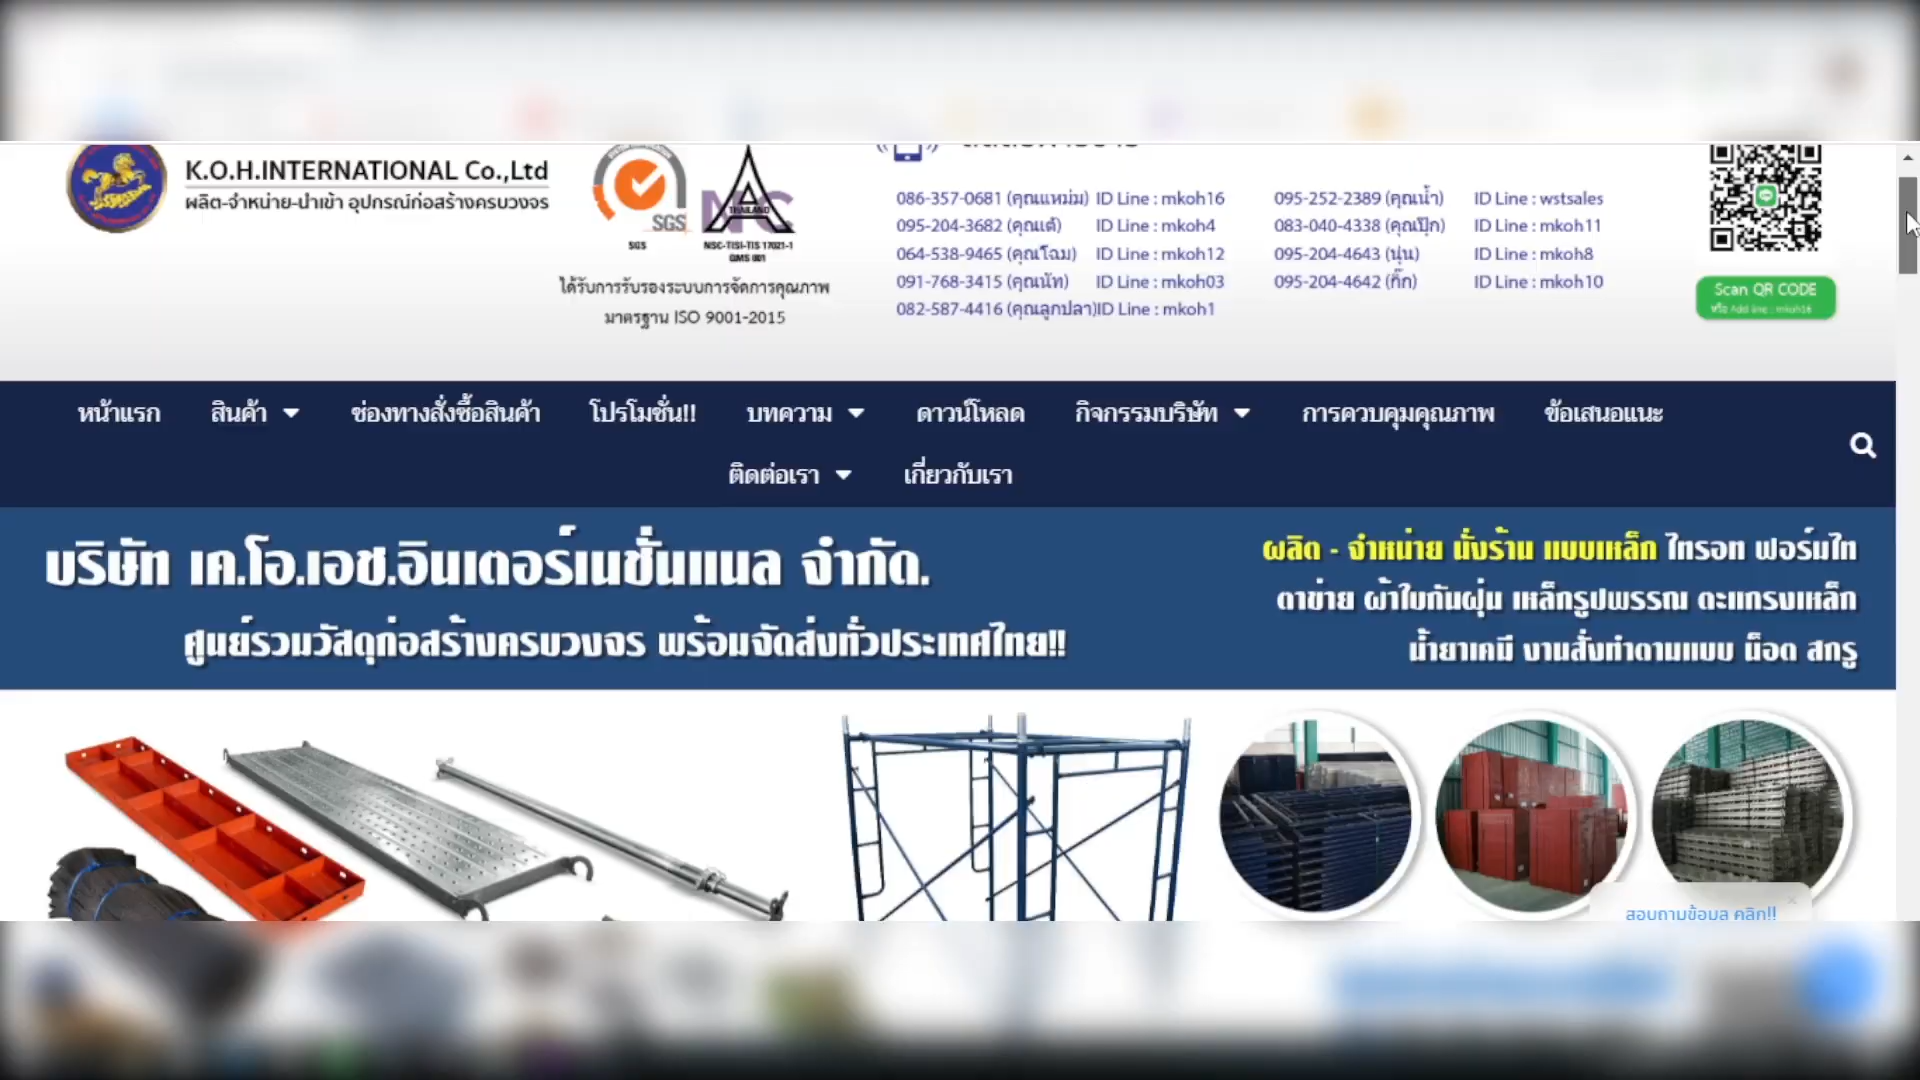 K.O.H.INTERNATIONAL Co.,Ltd
ผลิต-จำหน่าย-นำเข้า อุปกรณ์ก่อสร้างครบวงจร
SGS
SGS
THAILAND
NSC-TISI-TIS 17021-1
QMS 001
ได้รับการรับรองระบบการจัดการคุณภาพ
มาตรฐาน ISO 9001-2015
086-357-0681 (คุณแหม่ม) ID Line : mkoh16
095-204-3682 (คุณเต้) ID Line : mkoh4
064-538-9465 (คุณโฉม) ID Line : mkoh12
091-768-3415 (คุณนัท) ID Line : mkoh03
082-587-4416 (คุณลูกปลา)ID Line : mkoh1
095-252-2389 (คุณน้ำ) ID Line : wstsales
083-040-4338 (คุณปุ๊ก) ID Line : mkoh11
095-204-4643 (นุ่น) ID Line : mkoh8
095-204-4642 (กิ๊ก) ID Line : mkoh10
Scan QR CODE
หรือ Add line : mkoh16
หน้าแรก สินค้า ช่องทางสั่งซื้อสินค้า โปรโมชั่น!! บทความ ดาวน์โหลด กิจกรรมบริษัท การควบคุมคุณภาพ ข้อเสนอแนะ
ติดต่อเรา เกี่ยวกับเรา
บริษัท เค.โอ.เอช.อินเตอร์เนชั่นแนล จำกัด.
ศูนย์รวมวัสดุก่อสร้างครบวงจร พร้อมจัดส่งทั่วประเทศไทย!!
ผลิต - จำหน่าย นั่งร้าน แบบเหล็ก ไทรอท ฟอร์มไท
ตาข่าย ผ้าใบกันฝุ่น เหล็กรูปพรรณ ตะแกรงเหล็ก
น้ำยาเคมี งานสั่งทำตามแบบ น็อต สกรู
สอบถามข้อมูล คลิก!!